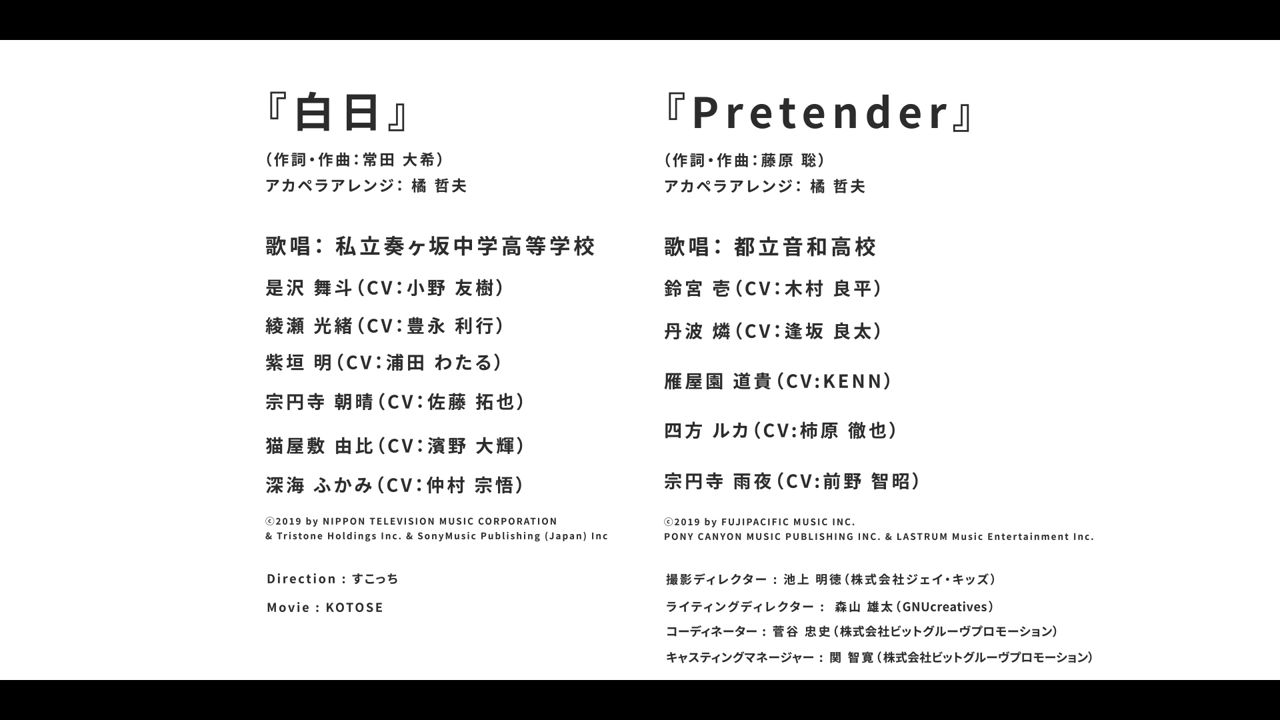 『白日』
（作詞・作曲：常田 大希）
アカペラアレンジ： 橘 哲夫
歌唱： 私立奏ヶ坂中学高等学校
是沢 舞斗（CV：小野 友樹）
綾瀬 光緒（CV：豊永 利行）
紫垣 明（CV：浦田 わたる）
宗円寺 朝晴（CV：佐藤 拓也）
猫屋敷 由比（CV：濱野 大輝）
深海 ふかみ（CV：仲村 宗悟）
ⓒ2019 by NIPPON TELEVISION MUSIC CORPORATION
& Tristone Holdings Inc. & SonyMusic Publishing (Japan) Inc
Direction : すこっち
Movie : KOTOSE
『Pretender』
（作詞・作曲：藤原 聡）
アカペラアレンジ： 橘 哲夫
歌唱： 都立音和高校
鈴宮 壱（CV：木村 良平）
丹波 燐（CV：逢坂 良太）
雁屋園 道貴（CV:KENN）
四方 ルカ（CV:柿原 徹也）
宗円寺 雨夜（CV:前野 智昭）
ⓒ2019 by FUJIPACIFIC MUSIC INC.
PONY CANYON MUSIC PUBLISHING INC. & LASTRUM Music Entertainment Inc.
撮影ディレクター : 池上 明徳（株式会社ジェイ・キッズ）
ライティングディレクター : 森山 雄太（GNUcreatives）
コーディネーター : 菅谷 忠史（株式会社ビットグルーヴプロモーション）
キャスティングマネージャー : 関 智寛（株式会社ビットグルーヴプロモーション）